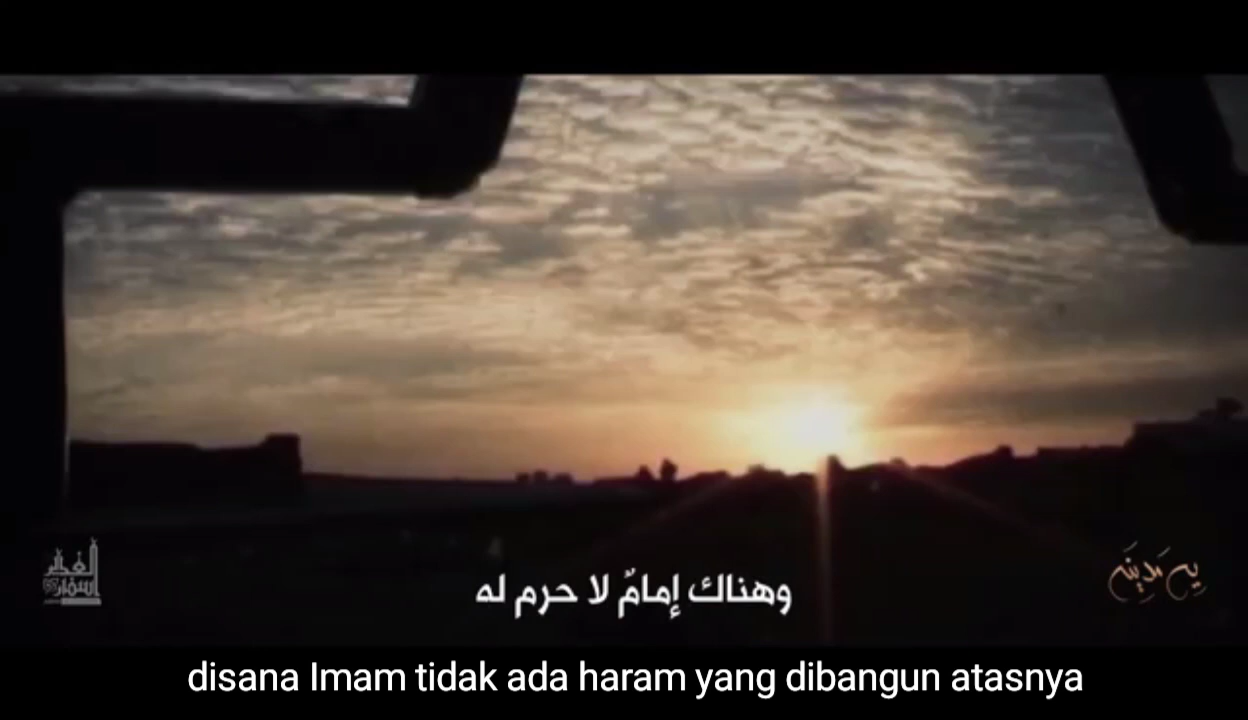 وهناك إمامٌ لا حرم له
disana Imam tidak ada haram yang dibangun atasnya